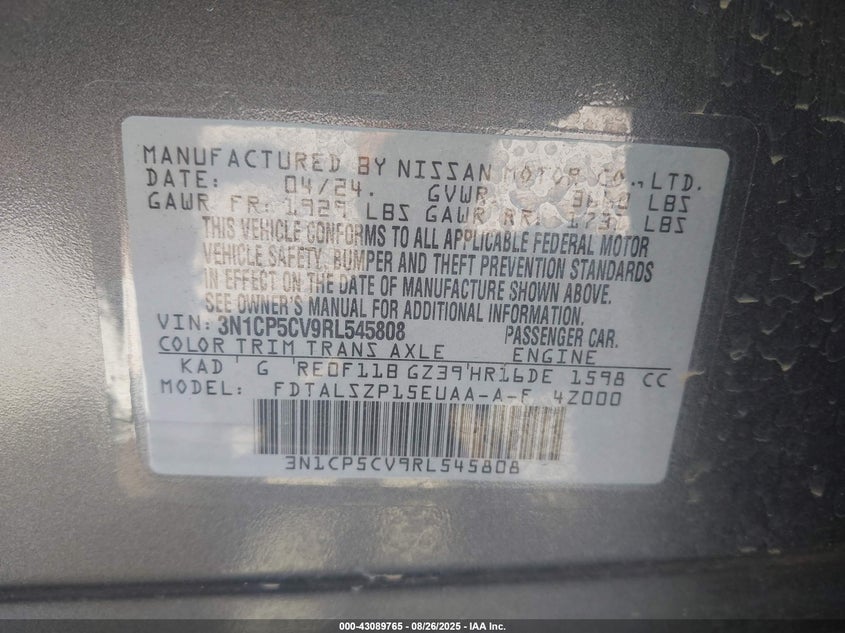 MANUFACTURED BY NISSAN MOTOR CO., LTD.
DATE: 04/24. GVWR LBS
GAWR FR: 1929 LBS GAWR RR: LBS
THIS VEHICLE CONFORMS TO ALL APPLICABLE FEDERAL MOTOR
VEHICLE SAFETY, BUMPER AND THEFT PREVENTION STANDARDS
IN EFFECT ON THE DATE OF MANUFACTURE SHOWN ABOVE.
SEE OWNER'S MANUAL FOR ADDITIONAL INFORMATION.
VIN: 3N1CP5CV9RL545808 PASSENGER CAR.
COLOR TRIM TRANS AXLE ENGINE
KAD G RE0F11B GZ39 HR16DE 1598 CC
MODEL: FDTALSZP15EUAA-A-F 4Z000
3N1CP5CV9RL545808
000-43089765 - 08/26/2025 - IAA Inc.